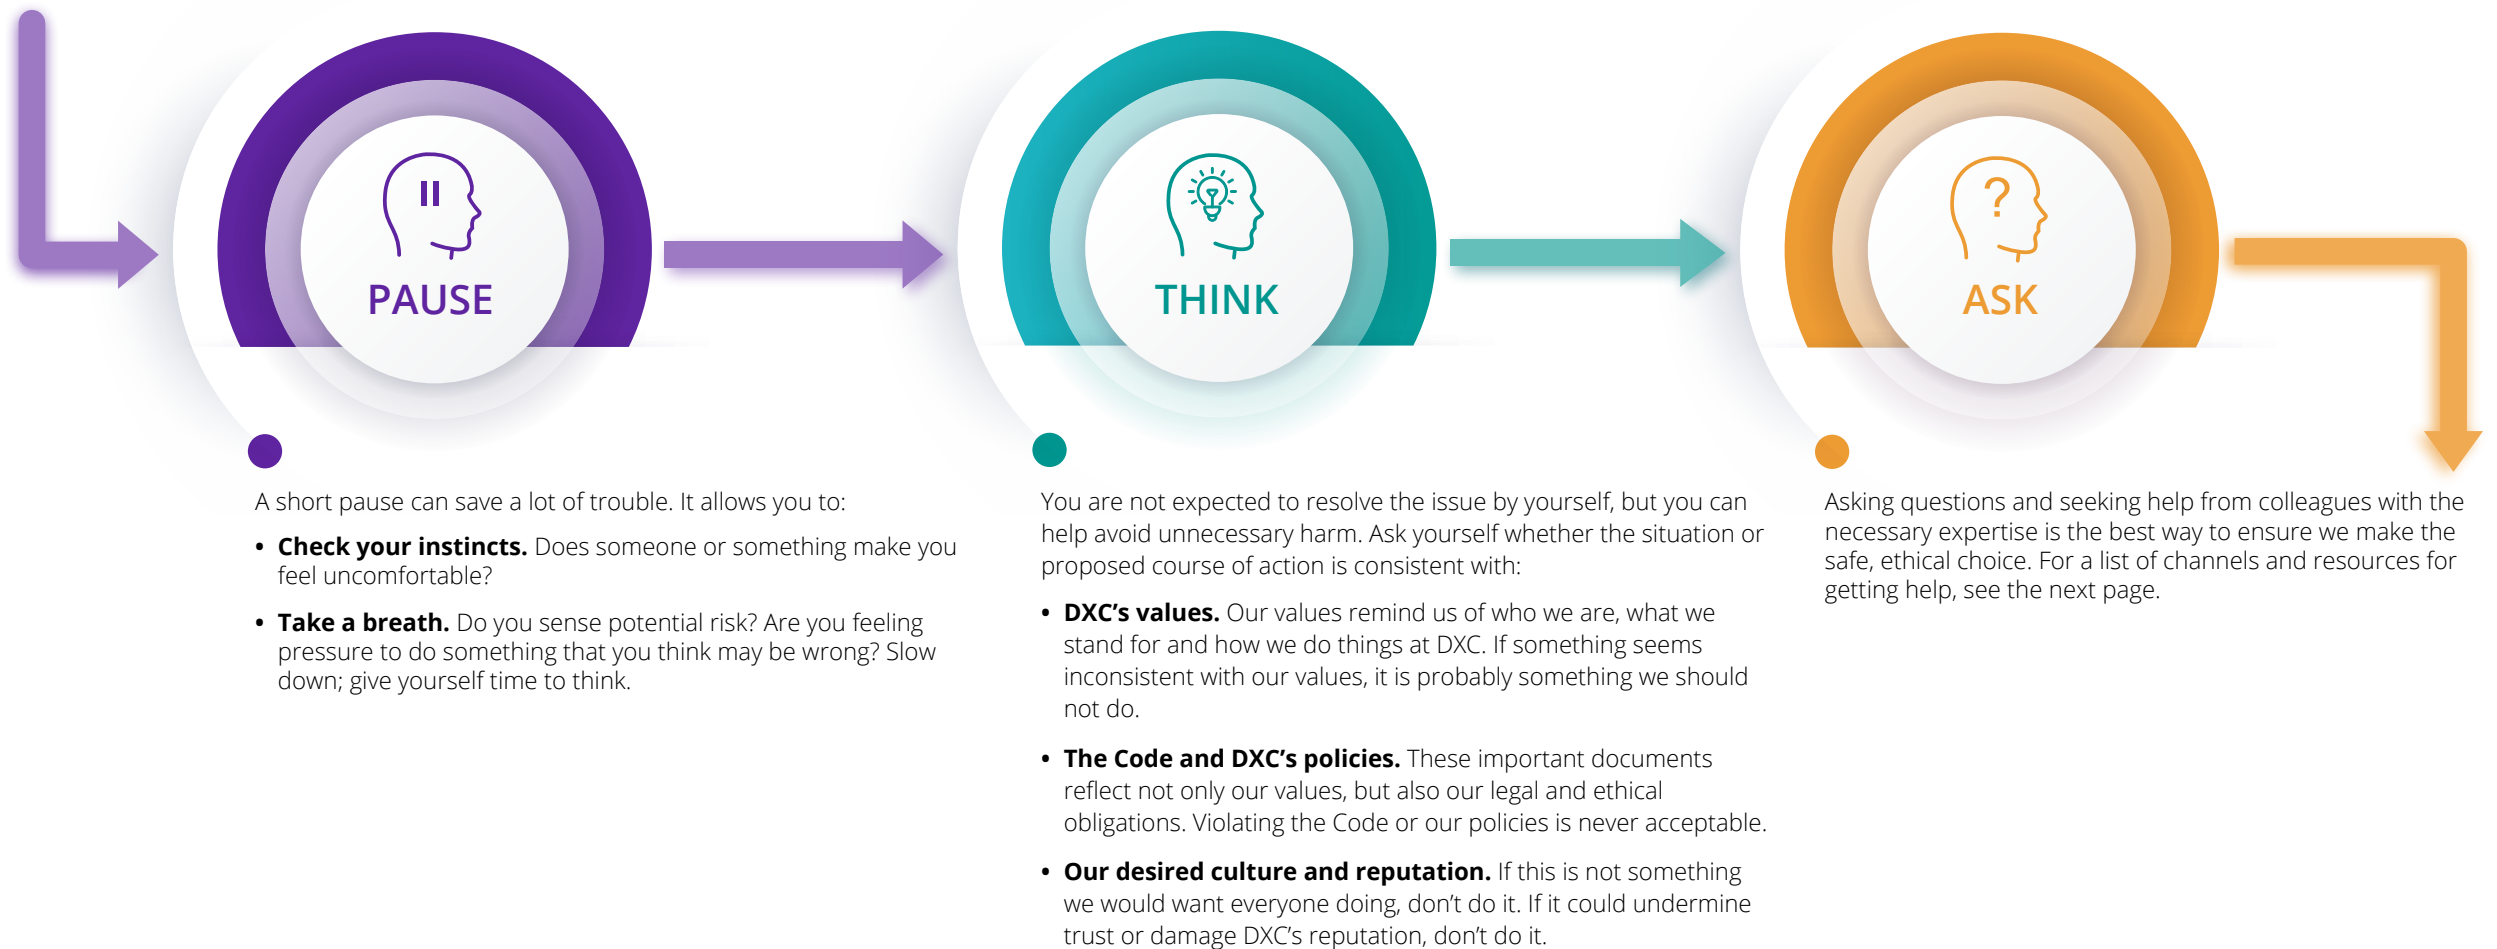 PAUSE
A short pause can save a lot of trouble. It allows you to:
• Check your instincts. Does someone or something make you
feel uncomfortable?
• Take a breath. Do you sense potential risk? Are you feeling
pressure to do something that you think may be wrong? Slow
down; give yourself time to think.
THINK
You are not expected to resolve the issue by yourself, but you can
help avoid unnecessary harm. Ask yourself whether the situation or
proposed course of action is consistent with:
• DXC’s values. Our values remind us of who we are, what we
stand for and how we do things at DXC. If something seems
inconsistent with our values, it is probably something we should
not do.
• The Code and DXC’s policies. These important documents
reflect not only our values, but also our legal and ethical
obligations. Violating the Code or our policies is never acceptable.
• Our desired culture and reputation. If this is not something
we would want everyone doing, don’t do it. If it could undermine
trust or damage DXC’s reputation, don’t do it.
?
ASK
Asking questions and seeking help from colleagues with the
necessary expertise is the best way to ensure we make the
safe, ethical choice. For a list of channels and resources for
getting help, see the next page.